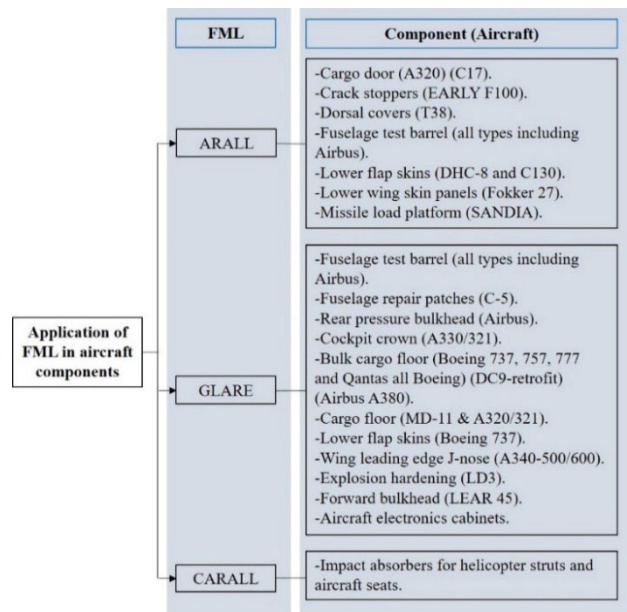 FML
Component (Aircraft)
Application of
FML in aircraft
components
ARALL
-Cargo door (A320) (C17).
-Crack stoppers (EARLY F100).
-Dorsal covers (T38).
-Fuselage test barrel (all types including
Airbus).
-Lower flap skins (DHC-8 and C130).
-Lower wing skin panels (Fokker 27).
-Missile load platform (SANDIA).
GLARE
-Fuselage test barrel (all types including
Airbus).
-Fuselage repair patches (C-5).
-Rear pressure bulkhead (Airbus).
-Cockpit crown (A330/321).
-Bulk cargo floor (Boeing 737, 757, 777
and Qantas all Boeing) (DC9-retrofit)
(Airbus A380).
-Cargo floor (MD-11 & A320/321).
-Lower flap skins (Boeing 737).
-Wing leading edge J-nose (A340-500/600).
-Explosion hardening (LD3).
-Forward bulkhead (LEAR 45).
-Aircraft electronics cabinets.
CARALL
-Impact absorbers for helicopter struts and
aircraft seats.